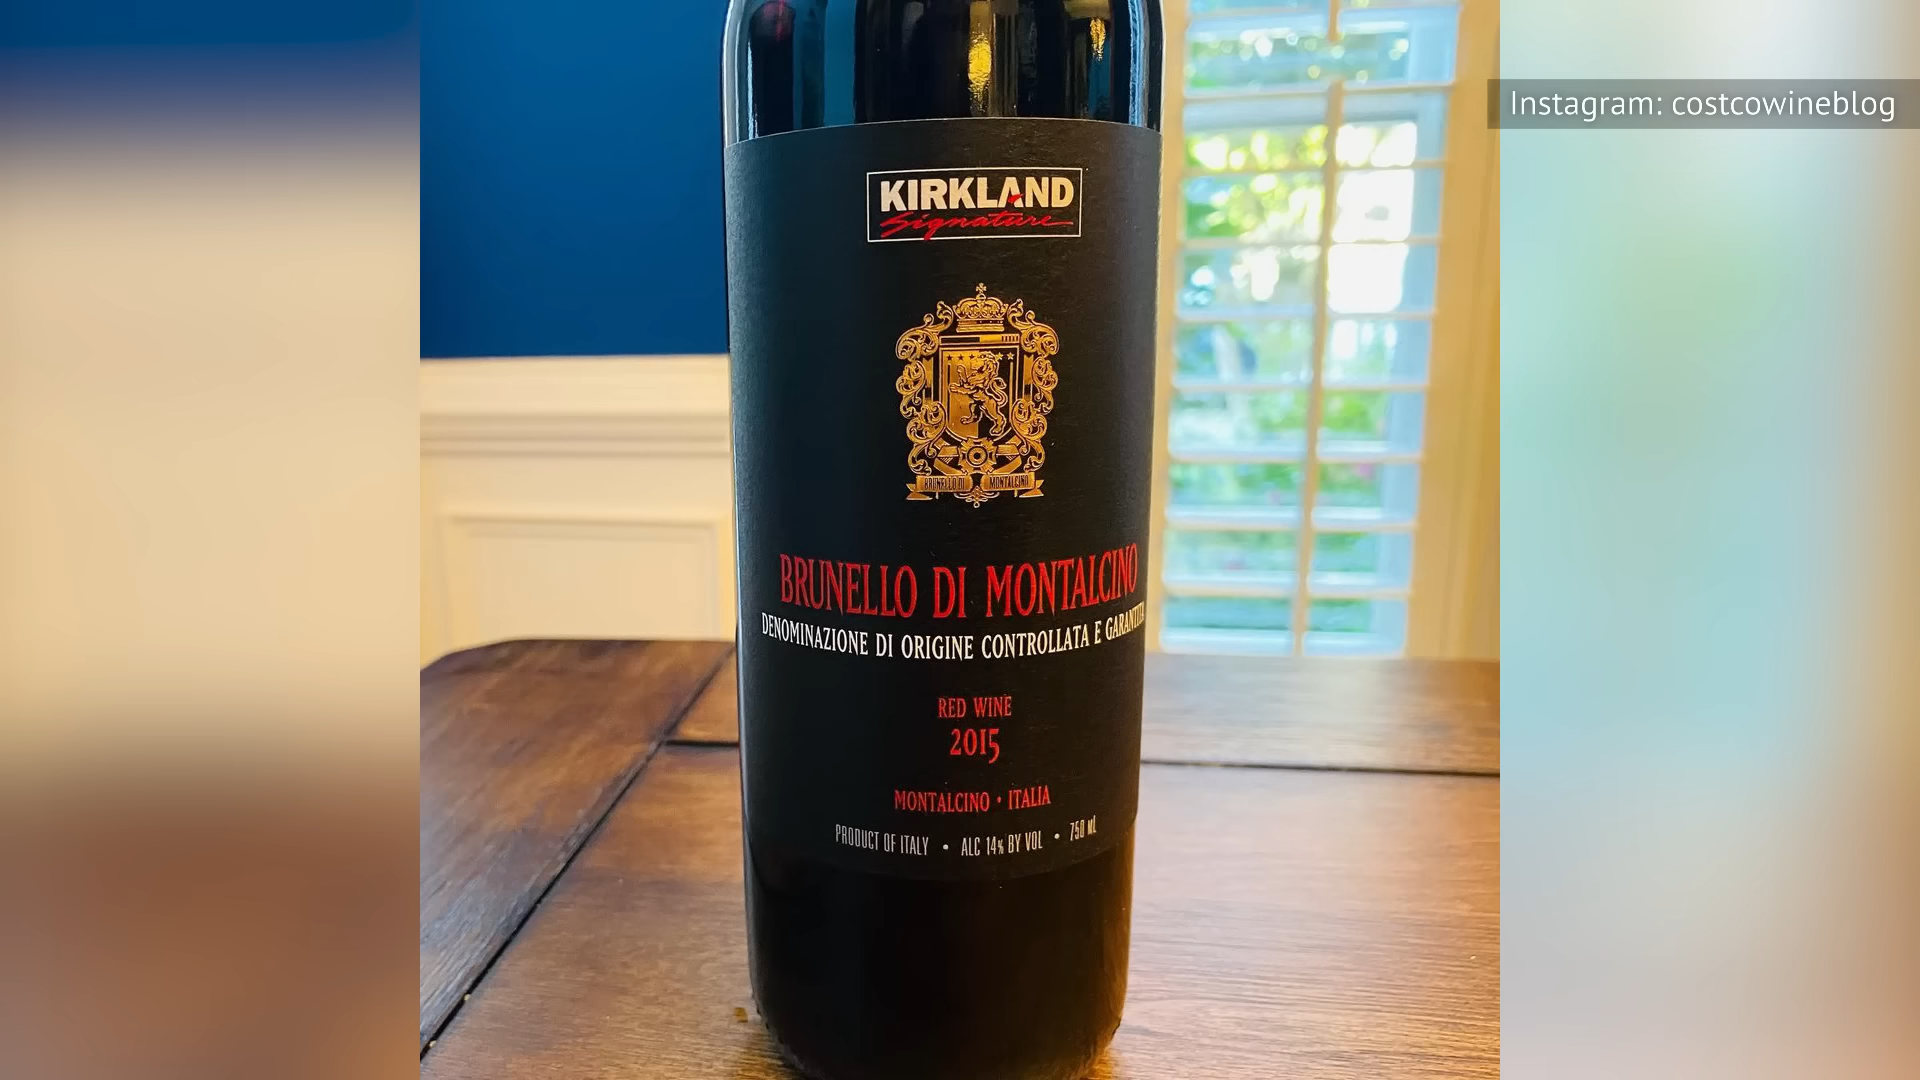 Instagram: costcowineblog
KIRKLAND
Signature
BRUNELLO DI MONTALCINO
BRUNELLO DI MONTALCINO
DENOMINAZIONE DI ORIGINE CONTROLLATA E GARANTITA
RED WINE
2015
MONTALCINO • ITALIA
PRODUCT OF ITALY • ALC 14% BY VOL • 750 mL